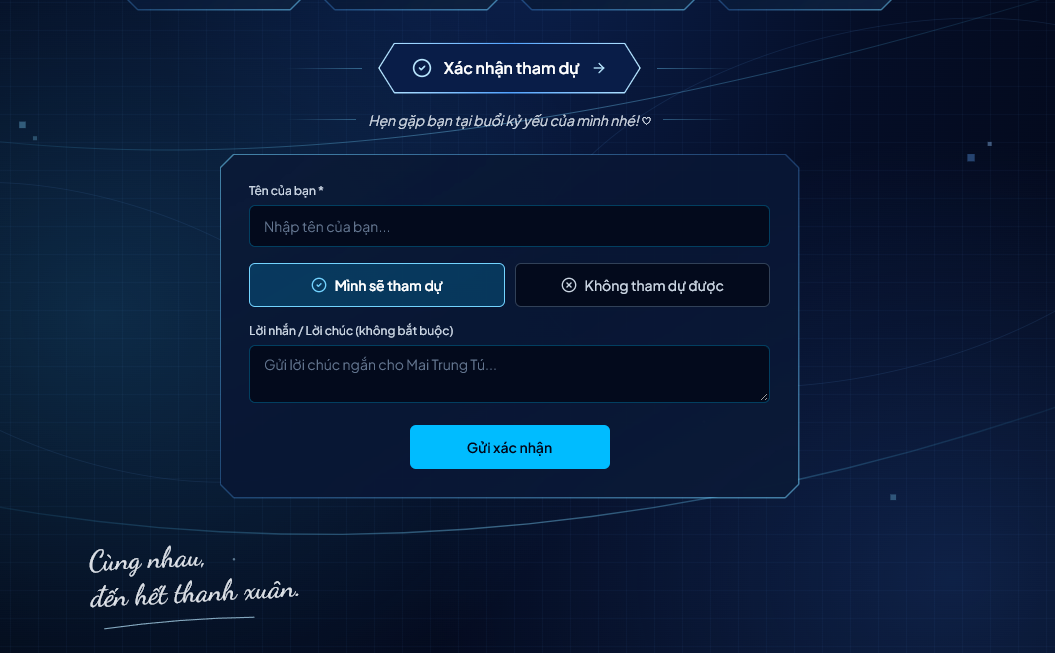 Xác nhận tham dự
Hẹn gặp bạn tại buổi kỷ yếu của mình nhé!♡
Tên của bạn *
Nhập tên của bạn...
Mình sẽ tham dự
Không tham dự được
Lời nhắn / Lời chúc (không bắt buộc)
Gửi lời chúc ngắn cho Mai Trung Tú...
Gửi xác nhận
Cùng nhau,
đến hết thanh xuân.